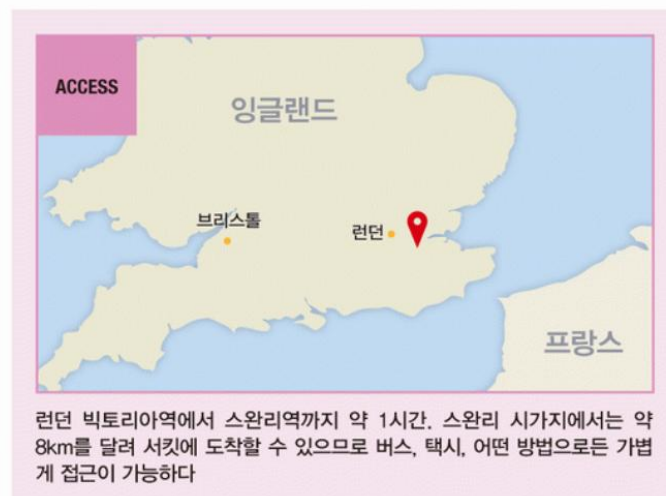 ACCESS
잉글랜드
브리스톨
런던
프랑스
런던 빅토리아역에서 스완리역까지 약 1시간. 스완리 시가지에서는 약
8km를 달려 서킷에 도착할 수 있으므로 버스, 택시, 어떤 방법으로든 가볍
게 접근이 가능하다